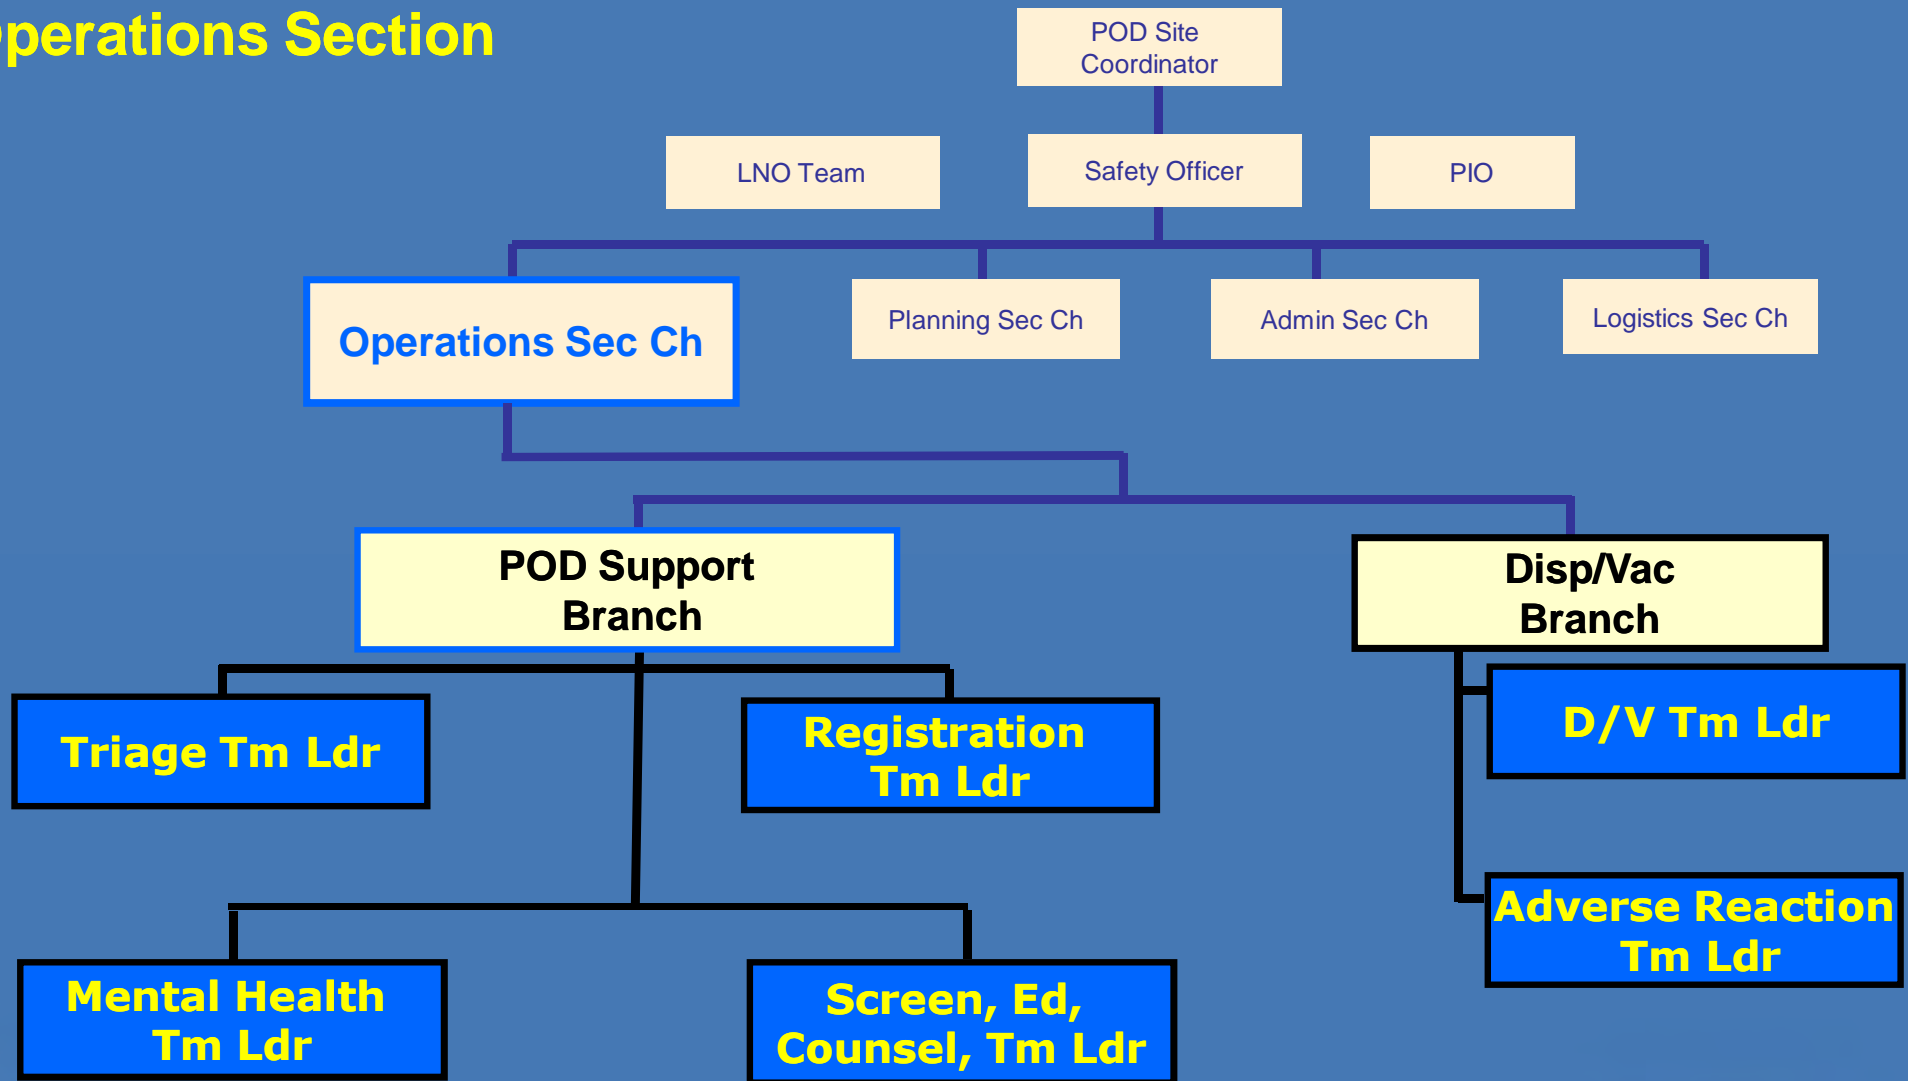 perations Section
POD Site
Coordinator
LNO Team
Safety Officer
PIO
Operations Sec Ch
Planning Sec Ch
Admin Sec Ch
Logistics Sec Ch
POD Support
Branch
Disp/Vac
Branch
Triage Tm Ldr
Registration
Tm Ldr
D/V Tm Ldr
Mental Health
Tm Ldr
Screen, Ed,
Counsel, Tm Ldr
Adverse Reaction
Tm Ldr